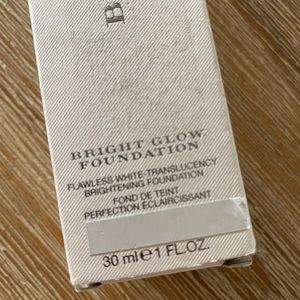 B
BRIGHT GLOW
FOUNDATION
FLAWLESS WHITE-TRANSLUCENCY
BRIGHTENING FOUNDATION
FOND DE TEINT
PERFECTION ÉCLAIRCISSANT
30 ml e 1 FL.OZ.